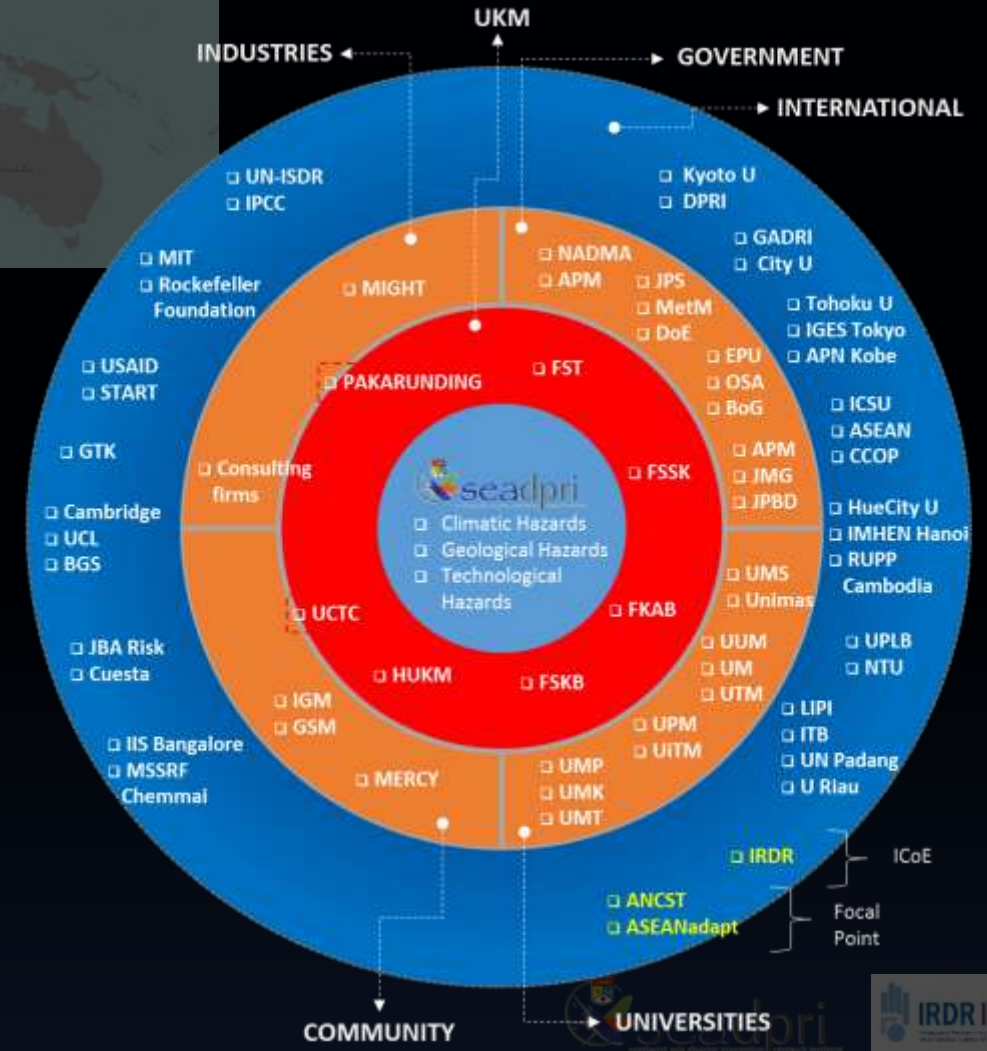 UKM
INDUSTRIES
GOVERNMENT
INTERNATIONAL
UN-ISDR
IPCC
Kyoto U
DPRI
MIT
Rockefeller
Foundation
GADRI
City U
NADMA
APM
JPS
MetM
DoE
MIGHT
Tohoku U
IGES Tokyo
APN Kobe
USAID
START
PAKARUNDING
FST
EPU
OSA
BoG
ICSU
ASEAN
CCOP
GTK
Consulting
firms
FSSK
APM
JMG
JPBD
seadpri
Climatic Hazards
Geological Hazards
Technological
Hazards
Cambridge
UCL
BGS
HueCity U
IMHEN Hanoi
RUPP
Cambodia
UMS
Unimas
UCTC
FKAB
JBA Risk
Cuesta
UUM
UM
UTM
UPLB
NTU
HUKM
FSKB
IGM
GSM
UPM
UiTM
LIPI
ITB
UN Padang
U Riau
IIS Bangalore
MSSRF
Chemmai
MERCY
UMP
UMK
UMT
IRDR
ICoE
ANCST
ASEANadapt
Focal
Point
COMMUNITY
UNIVERSITIES
seadpri
IRDR